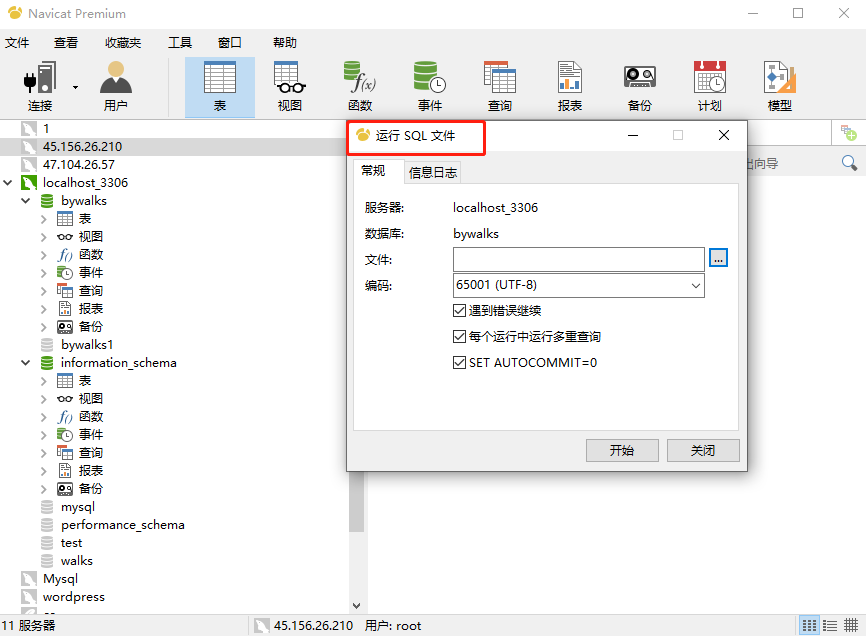 Navicat Premium
文件 查看 收藏夹 工具 窗口 帮助
连接 用户 表 视图 函数 事件 查询 报表 备份 计划 模型
1
45.156.26.210
47.104.26.57
localhost_3306
bywalks
表
视图
函数
事件
查询
报表
备份
bywalks1
information_schema
表
视图
函数
事件
查询
报表
备份
mysql
performance_schema
test
walks
Mysql
wordpress
运行 SQL 文件
常规 信息日志
服务器: localhost_3306
数据库: bywalks
文件: ...
编码: 65001 (UTF-8)
遇到错误继续
每个运行中运行多重查询
SET AUTOCOMMIT=0
开始 关闭
出向导
11 服务器 45.156.26.210 用户: root